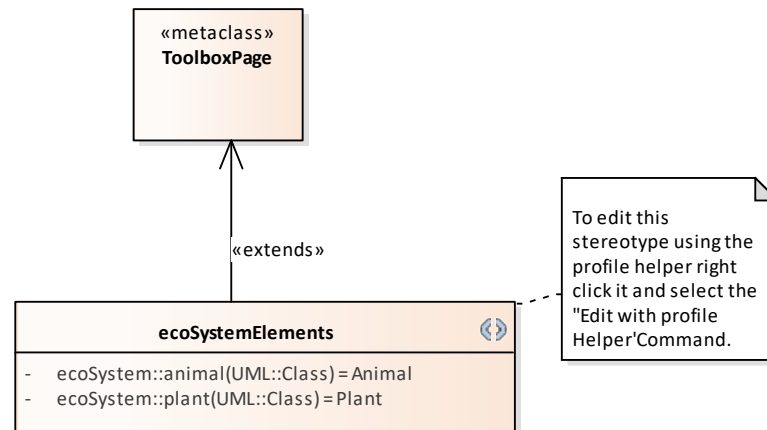 «metaclass»
ToolboxPage
«extends»
To edit this
stereotype using the
profile helper right
click it and select the
"Edit with profile
Helper'Command.
ecoSystemElements
- ecoSystem::animal(UML::Class) = Animal
- ecoSystem::plant(UML::Class) = Plant